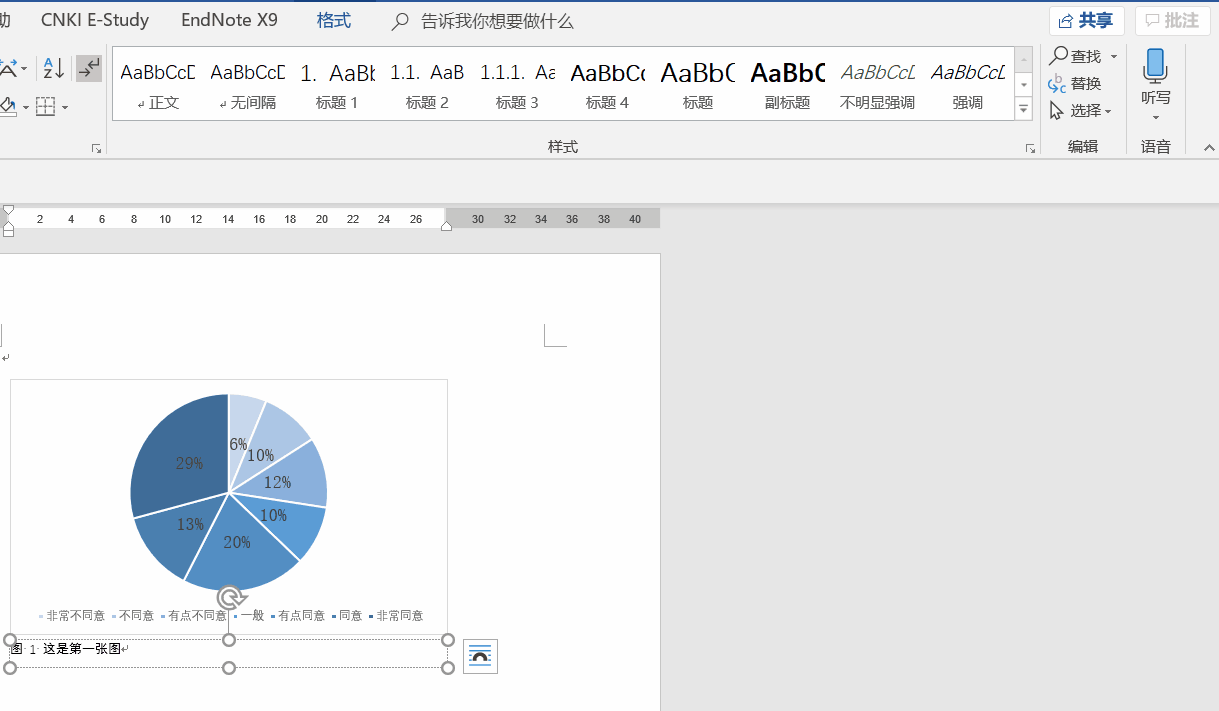 助 CNKI E-Study EndNote X9 格式 告诉我你想要做什么 共享 批注
AaBbCcD AaBbCcD 1. AaBb 1.1. AaB 1.1.1. Aa AaBbCc AaBbC AaBbC AaBbCcD AaBbCcD
正文 无间隔 标题 1 标题 2 标题 3 标题 4 标题 副标题 不明显强调 强调
查找
替换
选择
听写
样式 编辑 语音
2 4 6 8 10 12 14 16 18 20 22 24 26 30 32 34 36 38 40
6%
10%
29%
12%
10%
13%
20%
非常不同意 不同意 有点不同意 一般 有点同意 同意 非常同意
图 1 这是第一张图